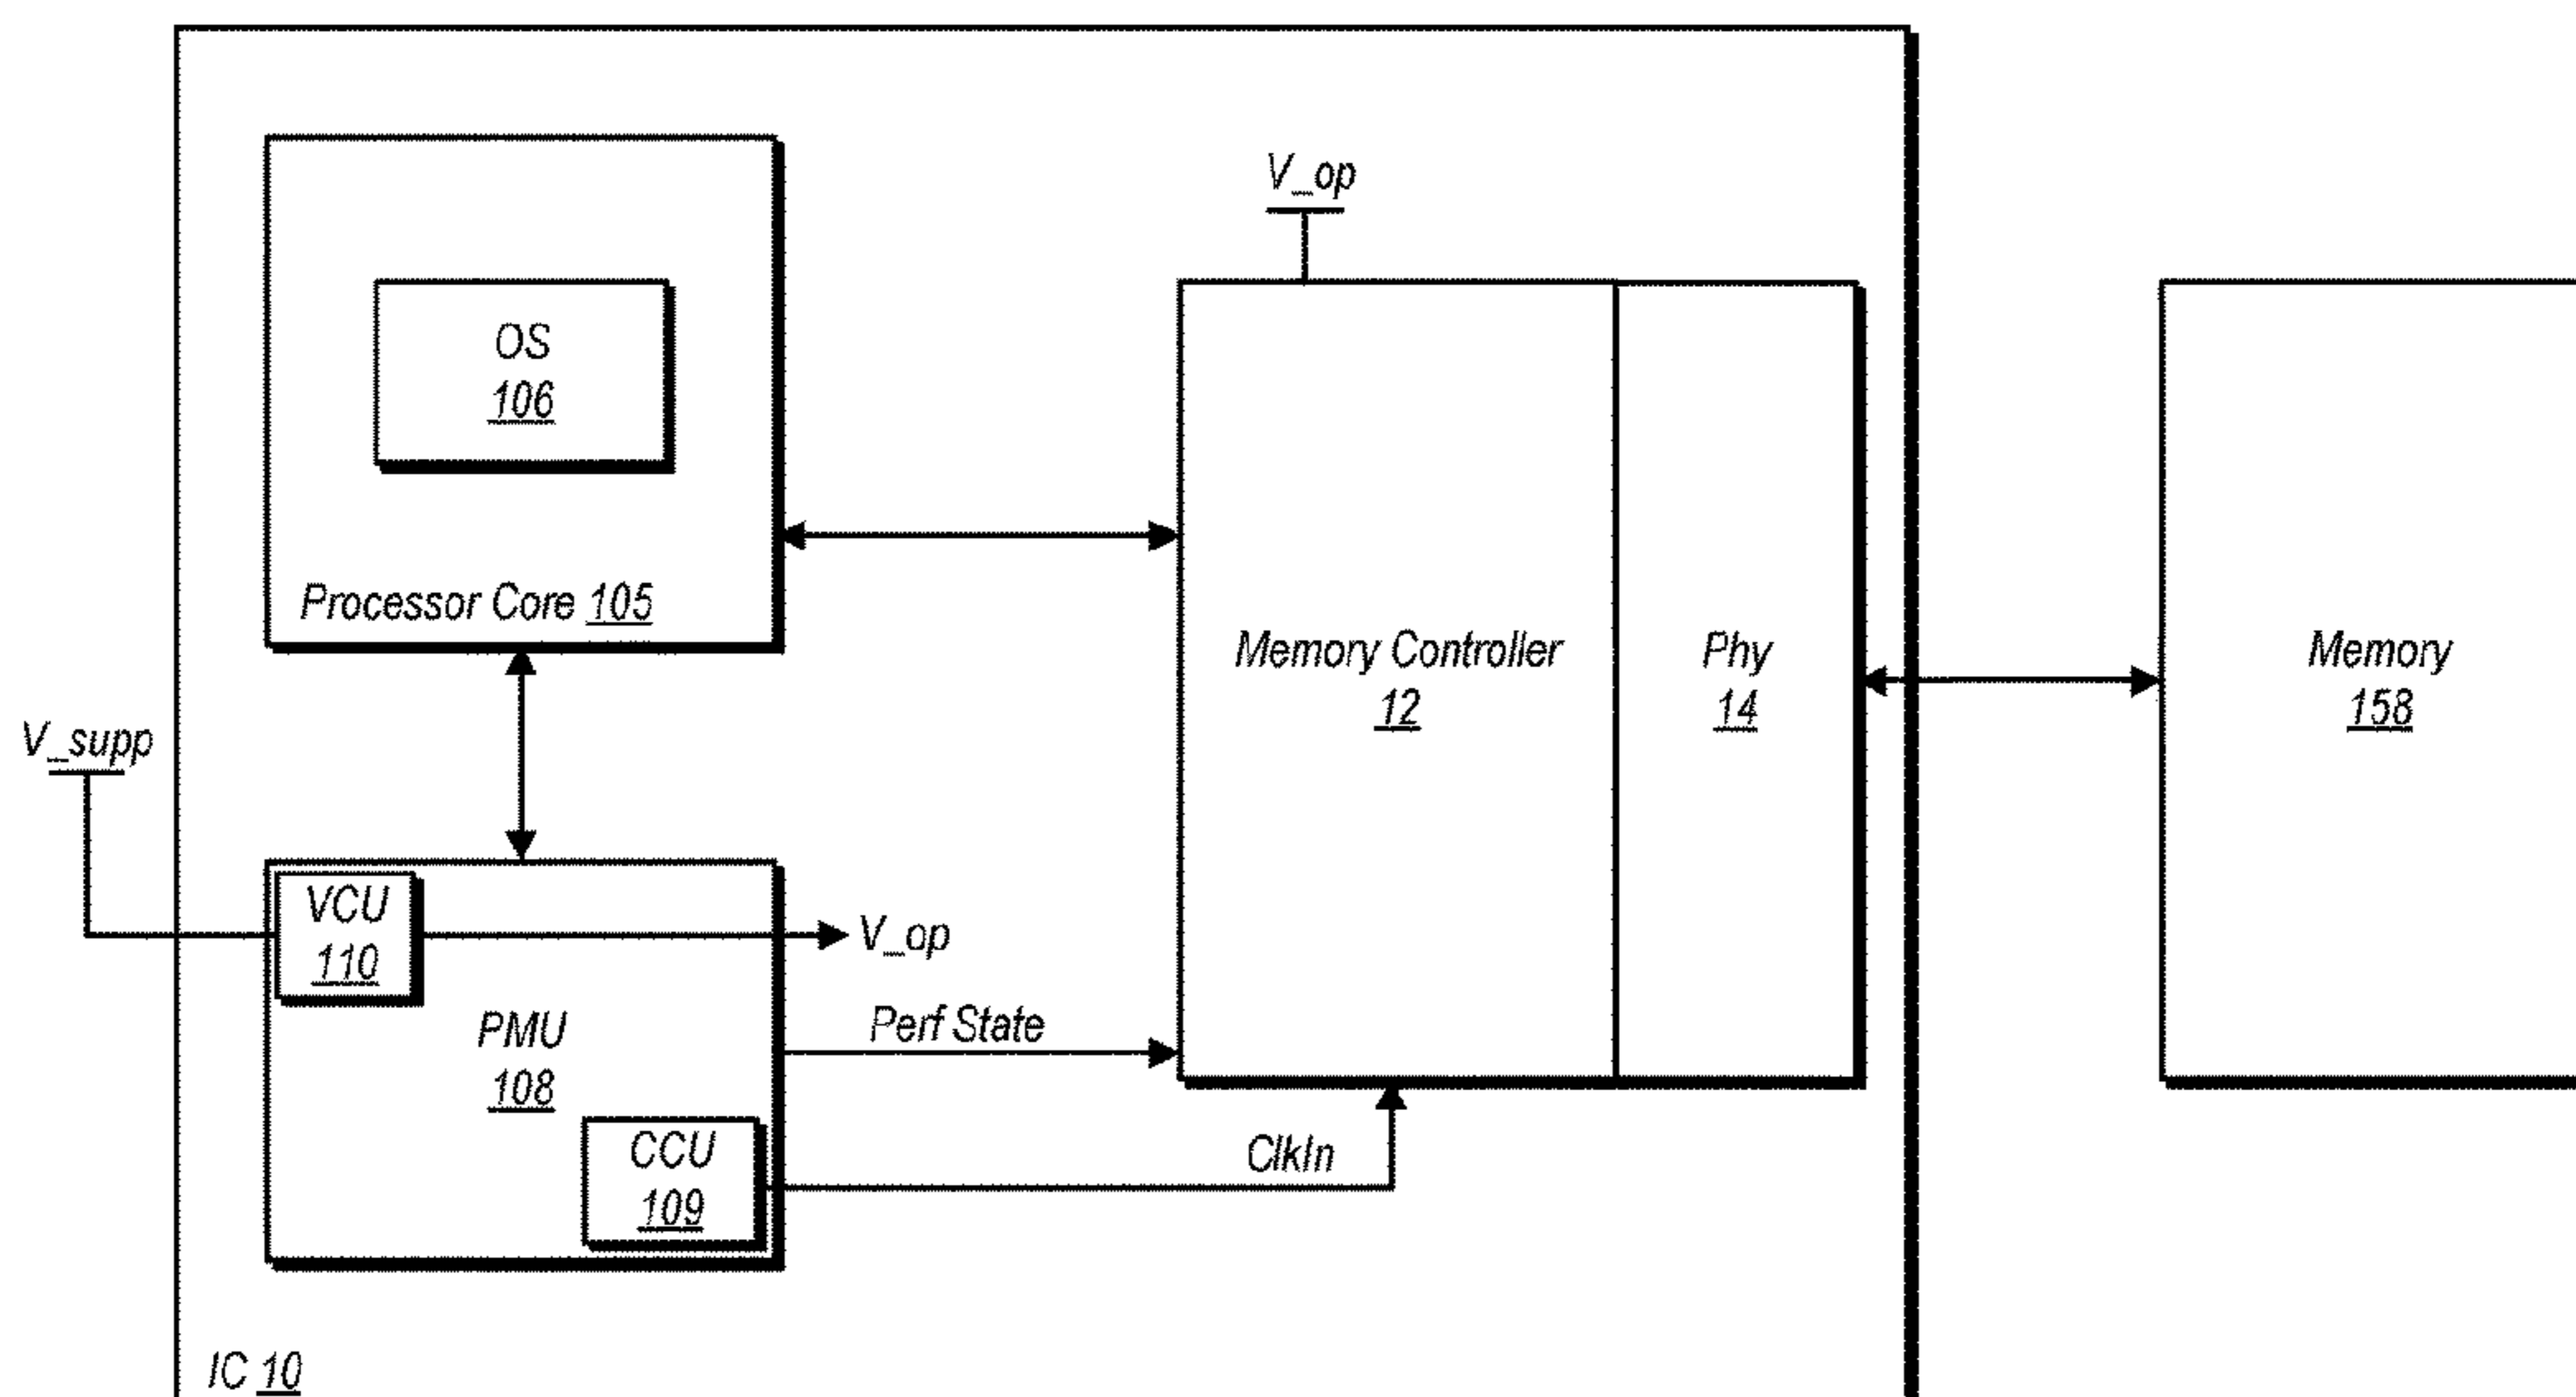 V_op
OS
106
Processor Core 105
Memory Controller
12
Phy
14
Memory
158
V_supp
VCU
110
V_op
PMU
108
Perf State
CCU
109
ClkIn
IC 10